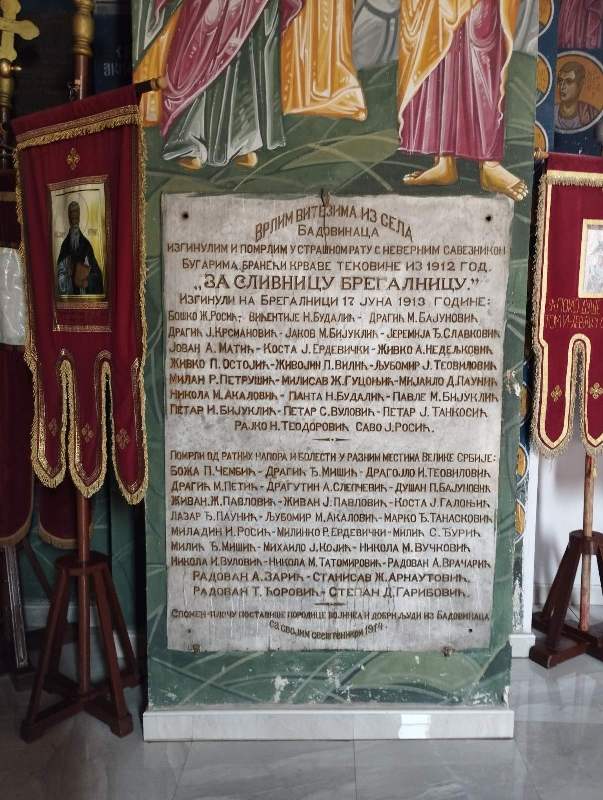 ВРЛИМ ВИТЕЗИМА ИЗ СЕЛА
БАДОВИНАЦА
ИЗГИНУЛИМ И ПОМРЛИМ У СТРАШНОМ РАТУ С НЕВЕРНИМ САВЕЗНИКОМ
БУГАРИМА, БРАНЕЋИ КРВАВЕ ТЕКОВИНЕ ИЗ 1912 ГОД.
„ЗА СЛИВНИЦУ БРЕГАЛНИЦУ."
ИЗГИНУЛИ НА БРЕГАЛНИЦИ 17 ЈУНА 1913 ГОДИНЕ:
БОШКО Ж.РОСИЋ- ВИЋЕНТИЈЕ Н.БУДАЛИЋ - ДРАГИЋ М.БАЈУНОВИЋ
ДРАГИЋ Ј.КРСМАНОВИЋ - ЈАКОВ М.БИЈУКЛИЋ - ЈЕРЕМИЈА Ђ.СЛАВКОВИЋ
ЈОВАН А. МАТИЋ - КОСТА Ј. ЕРДЕВИЧКИ - ЖИВКО А.НЕДЕЉКОВИЋ
ЖИВКО П. ОСТОЈИЋ - ЖИВОЈИН П. ВИЛИЋ - ЉУБОМИР Ј.ТЕОВИЛОВИЋ
МИЛАН Р.ПЕТРУШИЋ - МИЛИСАВ Ж.ГУЦОЊИЋ - МИЈАИЛО Д.ПАУНИЋ
НИКОЛА М.АКАЛОВИЋ - ПАНТА Н.БУДАЛИЋ - ПАВЛЕ М.БИЈУКЛИЋ
ПЕТАР И.БИЈУКЛИЋ - ПЕТАР С.ВУЛОВИЋ - ПЕТАР Ј. ТАНКОСИЋ
РАЈКО Н.ТЕОДОРОВИЋ САВО Ј.РОСИЋ.
ПОМРЛИ ОД РАТНИХ НАПОРА И БОЛЕСТИ У РАЗНИМ МЕСТИМА ВЕЛИКЕ СРБИЈЕ:
БОЖА П.ЧЕМБИЋ - ДРАГИЋ Ђ.МИШИЋ - ДРАГОЈЛО И.ТЕОВИЛОВИЋ
ДРАГИЋ М.ПЕТИЋ - ДРАГУТИН А.СЛЕПЧЕВИЋ - ДУШАН П.БАЈУНОВИЋ
ЖИВАН.Ж.ПАВЛОВИЋ - ЖИВАН Ј.ПАВЛОВИЋ - КОСТА Ј.ГАЛОЊИЋ
ЛАЗАР Ђ.ПАУНИЋ - ЉУБОМИР М.АКАЛОВИЋ - МАРКО Ђ.ТАНАСКОВИЋ
МИЛАДИН И.РОСИЋ - МИЛИНКО Р.ЕРДЕВИЧКИ - МИЛИЋ С.ЂУРИЋ
МИЛИЋ Ђ.МИШИЋ - МИХАИЛО Ј.КОЈИЋ - НИКОЛА М.ВУЧКОВИЋ
НИКОЛА И.ВУЛОВИЋ - НИКОЛА М. ТАТОМИРОВИЋ - РАДОВАН А.ВРАЧАРИЋ
РАДОВАН А.ЗАРИЋ - СТАНИСАВ Ж.АРНАУТОВИЋ.
РАДОВАН Т. ЋОРОВИЋ - СТЕПАН Д.ГАРИБОВИЋ.
СПОМЕН-ПЛОЧУ ПОСТАВИШЕ ПОРОДИЦЕ ВОЈНИКА И ДОБРИ ЉУДИ ИЗ БАДОВИНАЦА
СА СВОЈИМ СВЕШТЕНИКОМ 1914.